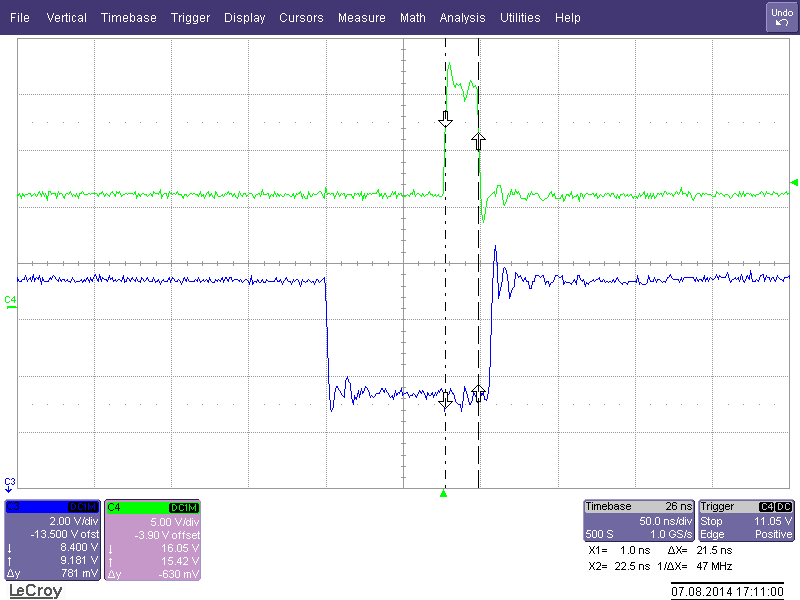 File Vertical Timebase Trigger Display Cursors Measure Math Analysis Utilities Help
Undo
C4
C3
C3 DC1M
2.00 V/div
-13.500 V ofst
↓ 8.400 V
↑ 9.181 V
Δy 781 mV
C4 DC1M
5.00 V/div
-3.90 V offset
↓ 16.05 V
↑ 15.42 V
Δy -630 mV
Timebase 26 ns
50.0 ns/div
500 S 1.0 GS/s
Trigger C4 DC
Stop 11.05 V
Edge Positive
X1= 1.0 ns ΔX= 21.5 ns
X2= 22.5 ns 1/ΔX= 47 MHz
LeCroy
07.08.2014 17:11:00